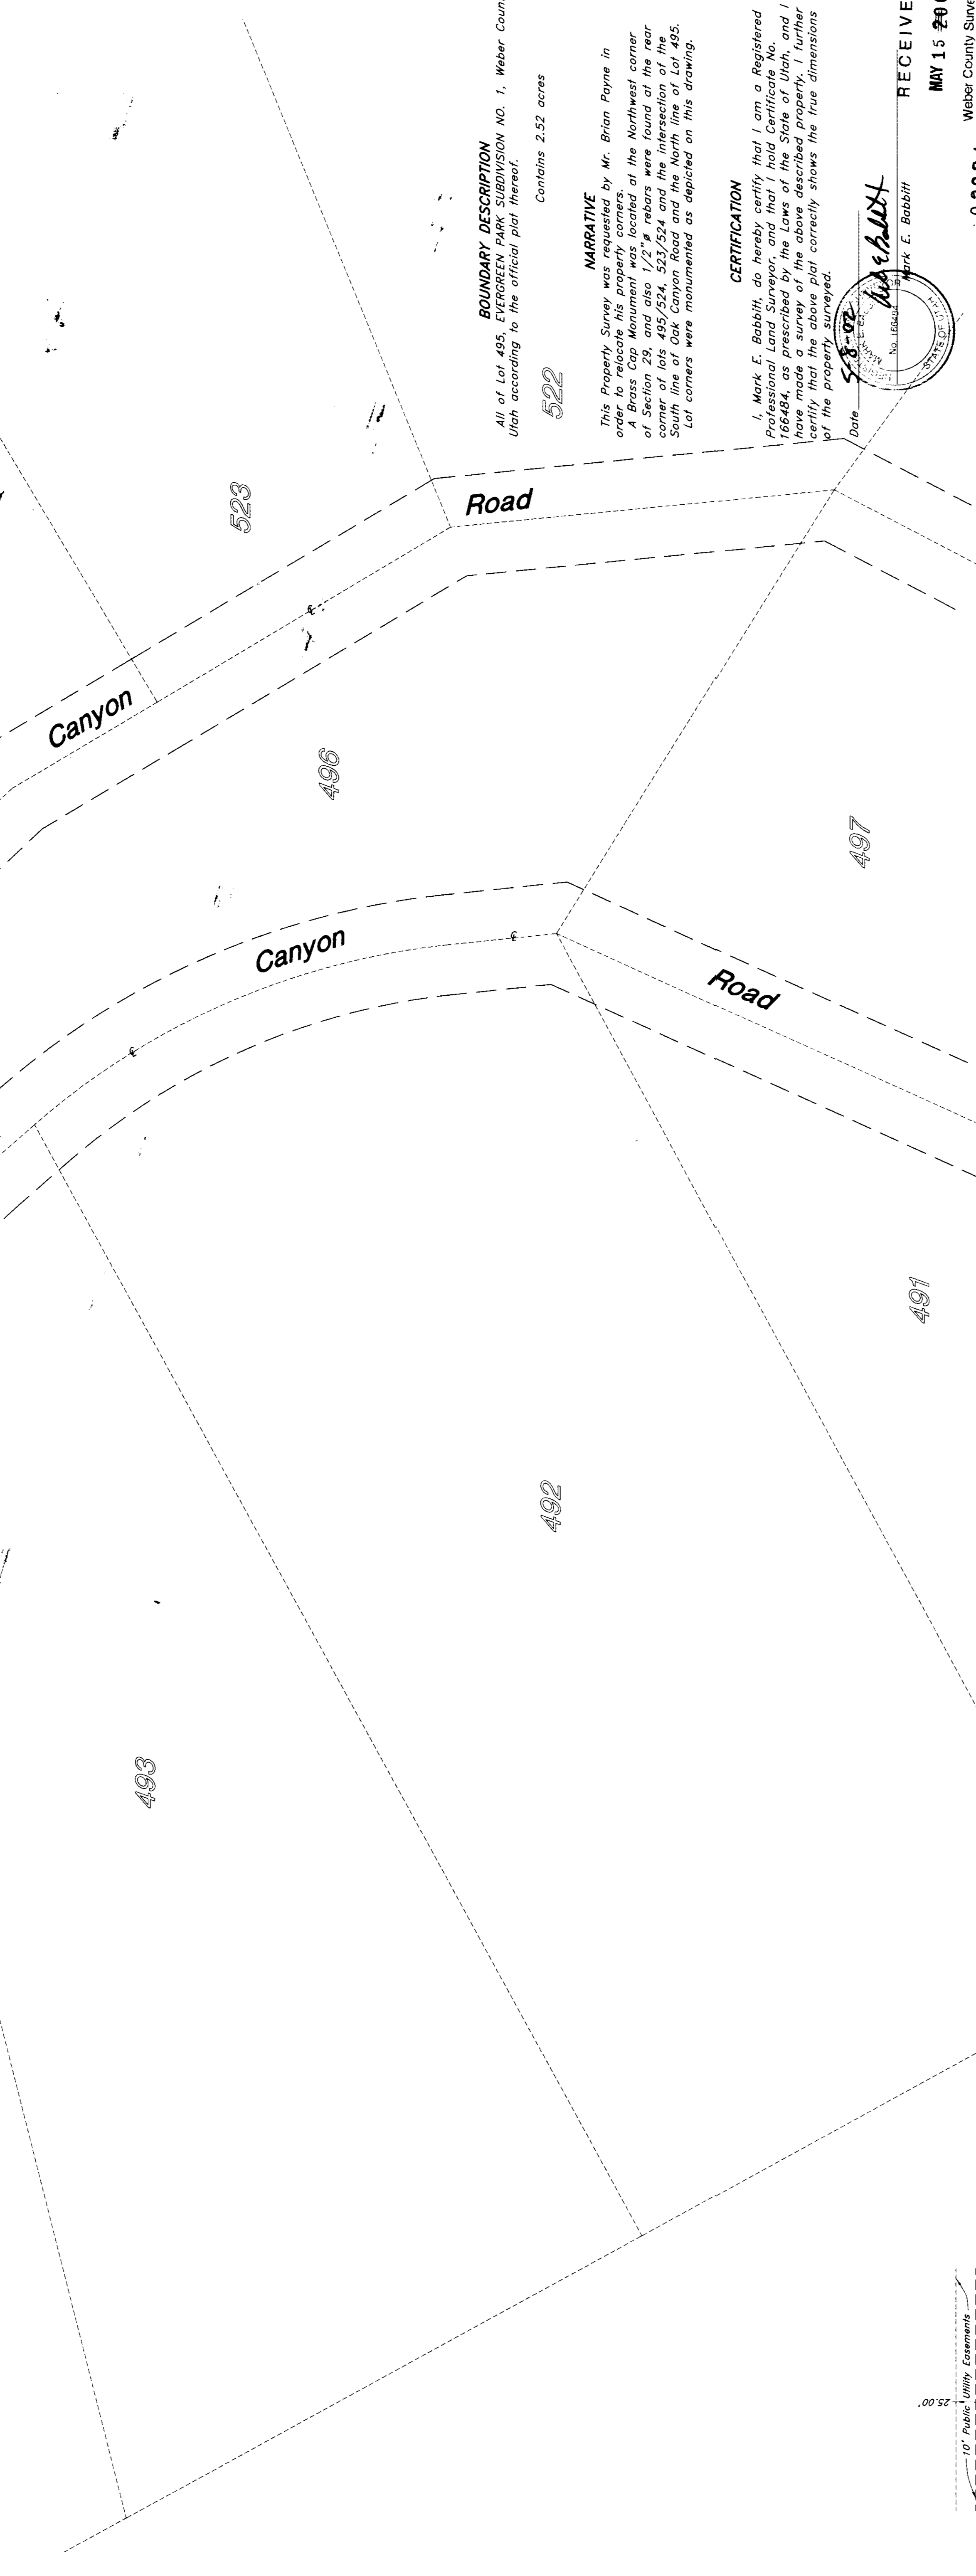 BOUNDARY DESCRIPTION
All of Lot 495, EVERGREEN PARK SUBDIVISION NO. 1, Weber
Utah according to the official plat thereof.
Contains 2.52 acres
NARRATIVE
This Property Survey was requested by Mr. Brian Payne in
order to relocate his property corners.
A Brass Cap Monument was located at the Northwest corner
of Section 29, and also 1/2"ø rebars were found at the rear
corner of lots 495/524, 523/524 and the intersection of the
South line of Oak Canyon Road and the North line of Lot 495.
Lot corners were monumented as depicted on this drawing.
CERTIFICATION
I, Mark E. Babbitt, do hereby certify that I am a Registered
Professional Land Surveyor, and that I hold Certificate No.
166484, as prescribed by the Laws of the State of Utah, and I
have made a survey of the above described property. I further
certify that the above plat correctly shows the true dimensions
of the property surveyed.
Date 5-8-02
Mark E. Babbitt
No. 166484
STATE OF UTAH
RECEIVE
MAY 15
Weber County
522
523
Road
Canyon
496
497
Canyon
Road
491
492
493
25.00'
10' Public Utility Easements